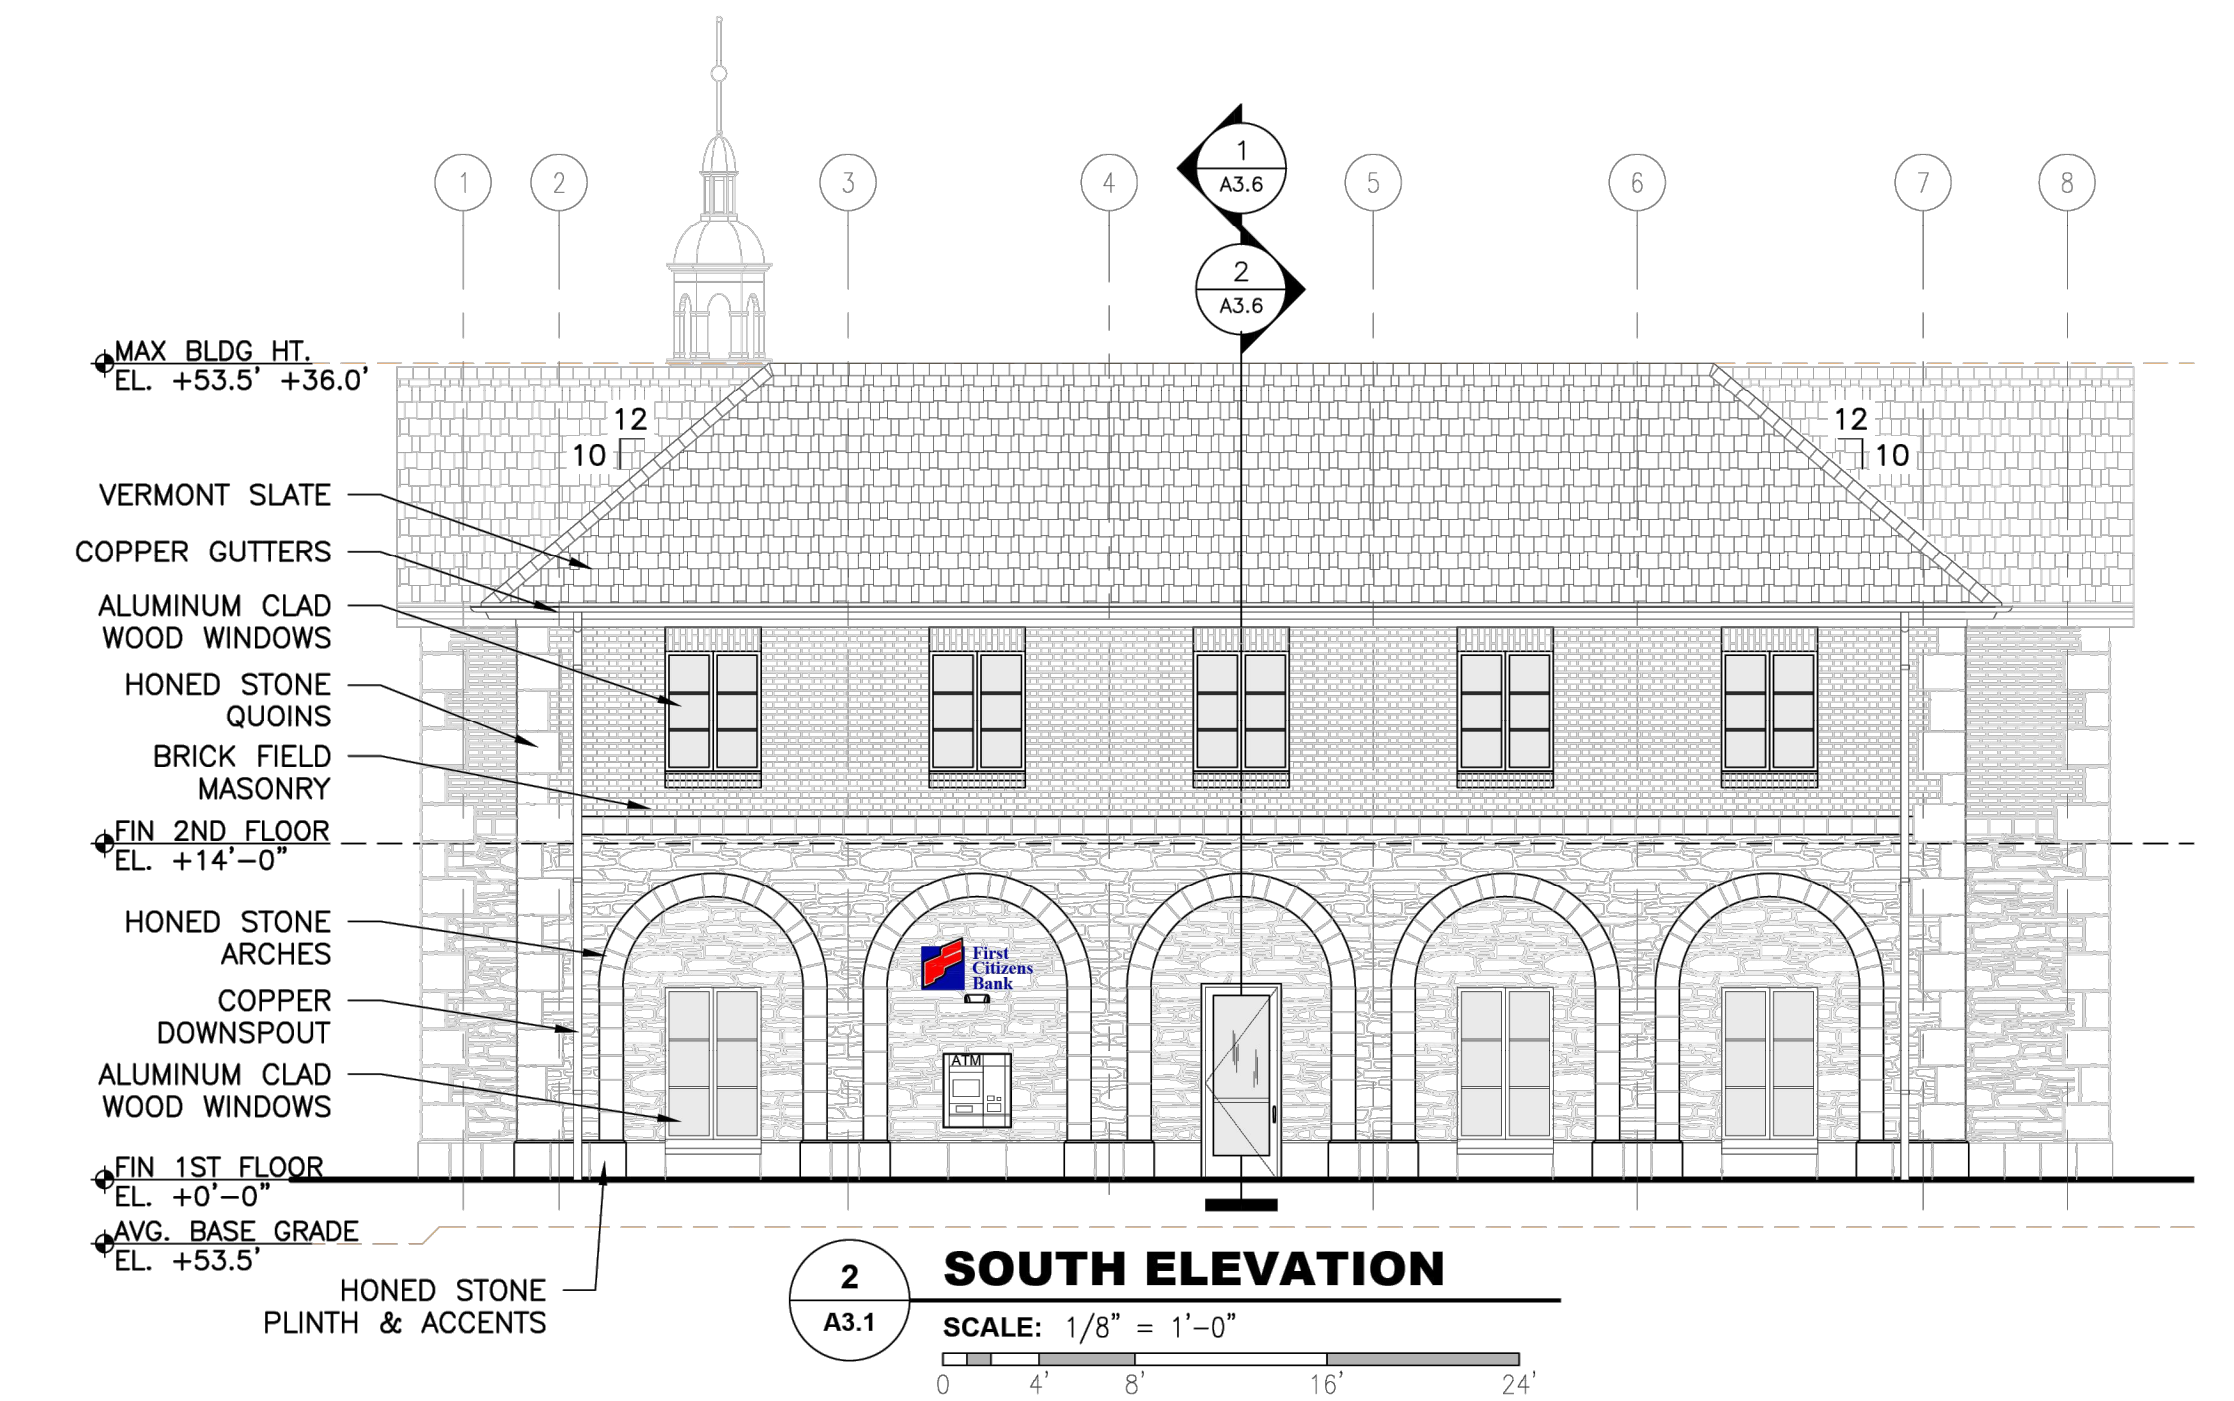 1
2
3
4
5
6
7
8
1
A3.6
2
A3.6
MAX BLDG HT.
EL. +53.5' +36.0'
12
10
12
10
VERMONT SLATE
COPPER GUTTERS
ALUMINUM CLAD
WOOD WINDOWS
HONED STONE
QUOINS
BRICK FIELD
MASONRY
FIN 2ND FLOOR
EL. +14'-0"
HONED STONE
ARCHES
First
Citizens
Bank
COPPER
DOWNSPOUT
ATM
ALUMINUM CLAD
WOOD WINDOWS
FIN 1ST FLOOR
EL. +0'-0"
AVG. BASE GRADE
EL. +53.5'
HONED STONE
PLINTH & ACCENTS
2
A3.1
SOUTH ELEVATION
SCALE: 1/8" = 1'-0"
0 4' 8' 16' 24'